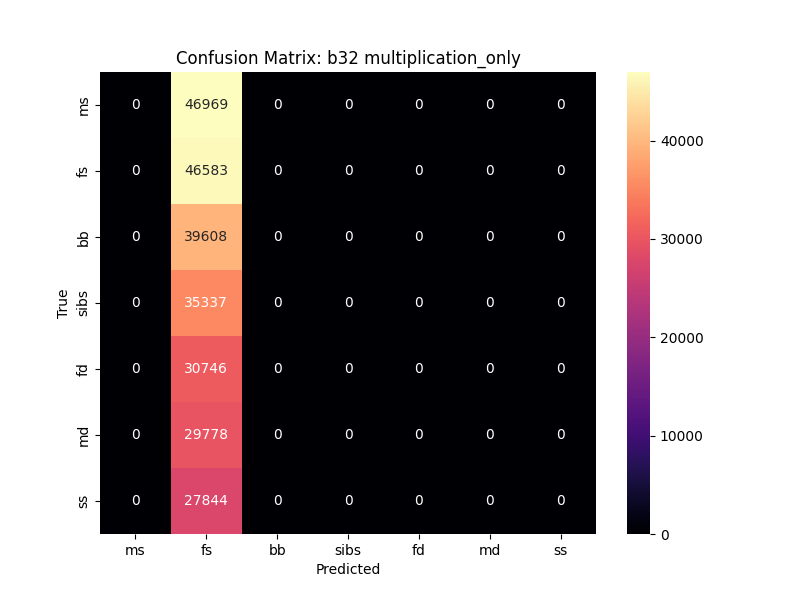 Confusion Matrix: b32 multiplication_only
ms 0 46969 0 0 0 0 0
fs 0 46583 0 0 0 0 0
bb 0 39608 0 0 0 0 0
sibs 0 35337 0 0 0 0 0
fd 0 30746 0 0 0 0 0
md 0 29778 0 0 0 0 0
ss 0 27844 0 0 0 0 0
True
ms fs bb sibs fd md ss
Predicted
40000
30000
20000
10000
0